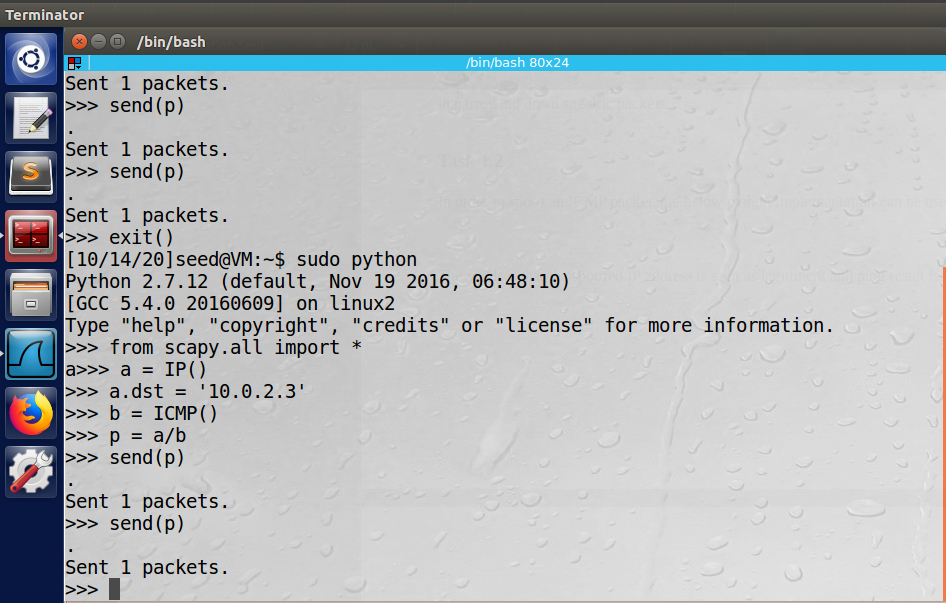 Terminator
/bin/bash
/bin/bash 80x24
Sent 1 packets.
>>> send(p)
.
Sent 1 packets.
>>> send(p)
.
Sent 1 packets.
>>> exit()
[10/14/20]seed@VM:~$ sudo python
Python 2.7.12 (default, Nov 19 2016, 06:48:10)
[GCC 5.4.0 20160609] on linux2
Type "help", "copyright", "credits" or "license" for more information.
>>> from scapy.all import *
a>>> a = IP()
>>> a.dst = '10.0.2.3'
>>> b = ICMP()
>>> p = a/b
>>> send(p)
.
Sent 1 packets.
>>> send(p)
.
Sent 1 packets.
>>>